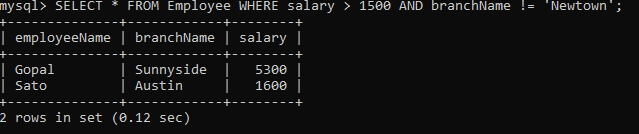 mysql> SELECT * FROM Employee WHERE salary > 1500 AND branchName != 'Newtown';
+--------------+------------+--------+
| employeeName | branchName | salary |
+--------------+------------+--------+
| Gopal        | Sunnyside  |   5300 |
| Sato         | Austin     |   1600 |
+--------------+------------+--------+
2 rows in set (0.12 sec)